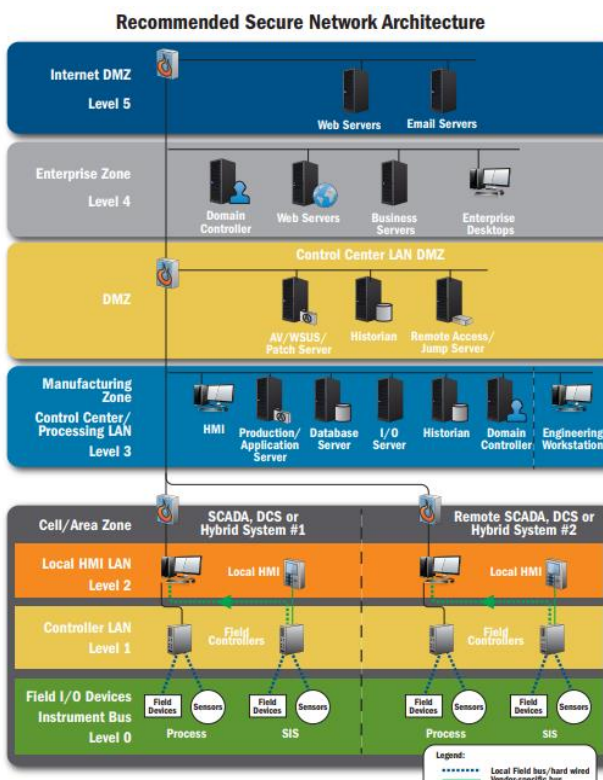 Recommended Secure Network Architecture
Internet DMZ
Level 5
Web Servers
Email Servers
Enterprise Zone
Level 4
Domain
Controller
Web Servers
Business
Servers
Enterprise
Desktops
Control Center LAN DMZ
DMZ
AV/WSUS/
Patch Server
Historian
Remote Access/
Jump Server
Manufacturing
Zone
Control Center/
Processing LAN
Level 3
HMI
Production/
Application
Server
Database
Server
I/O
Server
Historian
Domain
Controller
Engineering
Workstation
Cell/Area Zone
SCADA, DCS or
Hybrid System #1
Remote SCADA, DCS or
Hybrid System #2
Local HMI LAN
Level 2
Local HMI
Local HMI
Controller LAN
Level 1
Field
Controllers
Field
Controllers
Field I/O Devices
Instrument Bus
Level 0
Field
Devices
Sensors
Process
Field
Devices
Sensors
SIS
Field
Devices
Sensors
Process
Field
Devices
Sensors
SIS
Legend:
Local Field bus/hard wired
Vendor-specific bus